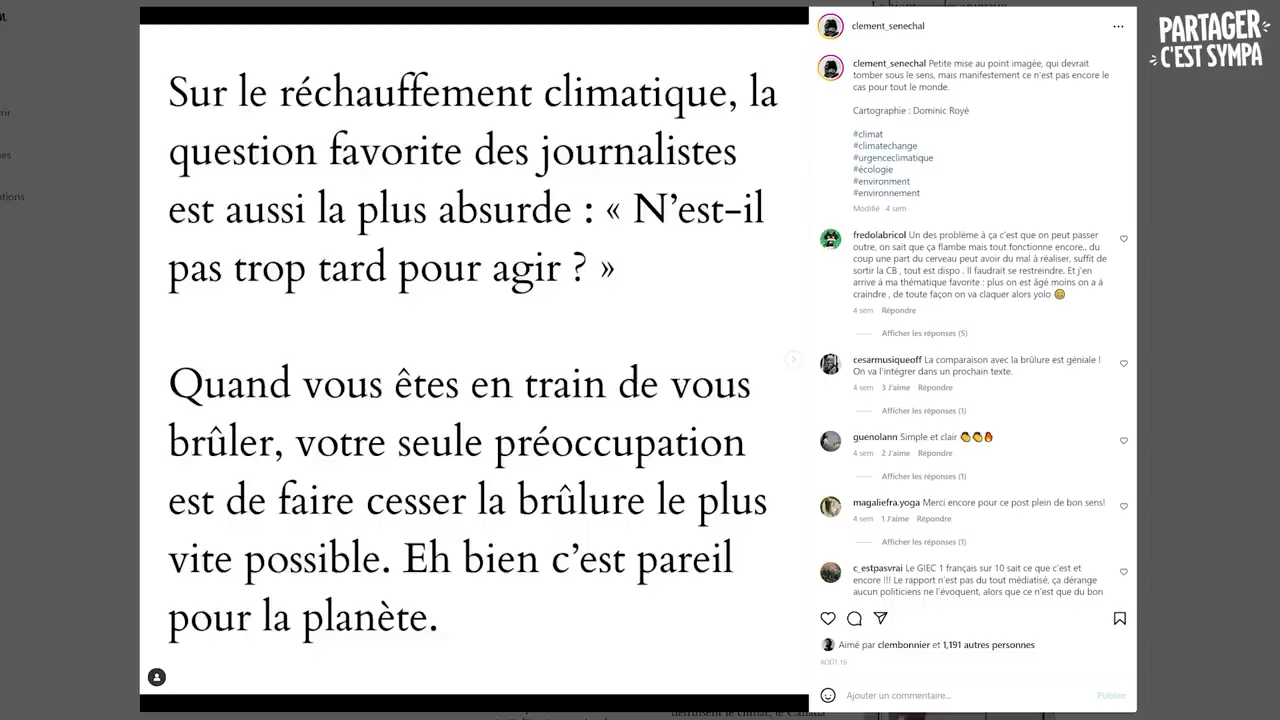 PARTAGER
C'EST SYMPA
Sur le réchauffement climatique, la
question favorite des journalistes
est aussi la plus absurde : « N'est-il
pas trop tard pour agir ? »
Quand vous êtes en train de vous
brûler, votre seule préoccupation
est de faire cesser la brûlure le plus
vite possible. Eh bien c'est pareil
pour la planète.
clement_senechal
clement_senechal Petite mise au point imagée, qui devrait
tomber sous le sens, mais manifestement ce n'est pas encore le
cas pour tout le monde.
Cartographie : Dominic Royé
#climat
#climatechange
#urgenceclimatique
#écologie
#environment
#environnement
Modifié · 4 sem
fredolabricol Un des problème à ça c'est que on peut passer
outre, on sait que ça flambe mais tout fonctionne encore.. du
coup une part du cerveau peut avoir du mal à réaliser, suffit de
sortir la CB , tout est dispo . Il faudrait se restreindre. Et j'en
arrive à ma thématique favorite : plus on est âgé moins on a à
craindre , de toute façon on va claquer alors yolo
4 sem Répondre
Afficher les réponses (5)
cesarmusiqueoff La comparaison avec la brûlure est géniale !
On va l'intégrer dans un prochain texte.
4 sem 3 J'aime Répondre
Afficher les réponses (1)
guenolann Simple et clair 👏👏🔥
4 sem 2 J'aime Répondre
Afficher les réponses (1)
magaliefra.yoga Merci encore pour ce post plein de bon sens!
4 sem 1 J'aime Répondre
Afficher les réponses (1)
c_estpasvrai Le GIEC 1 français sur 10 sait ce que c'est et
encore !!! Le rapport n'est pas du tout médiatisé, ça dérange
aucun politiciens ne l'évoquent, alors que ce n'est que du bon
Aimé par clembonnier et 1,191 autres personnes
AOÛT 16
Ajouter un commentaire...
Publier